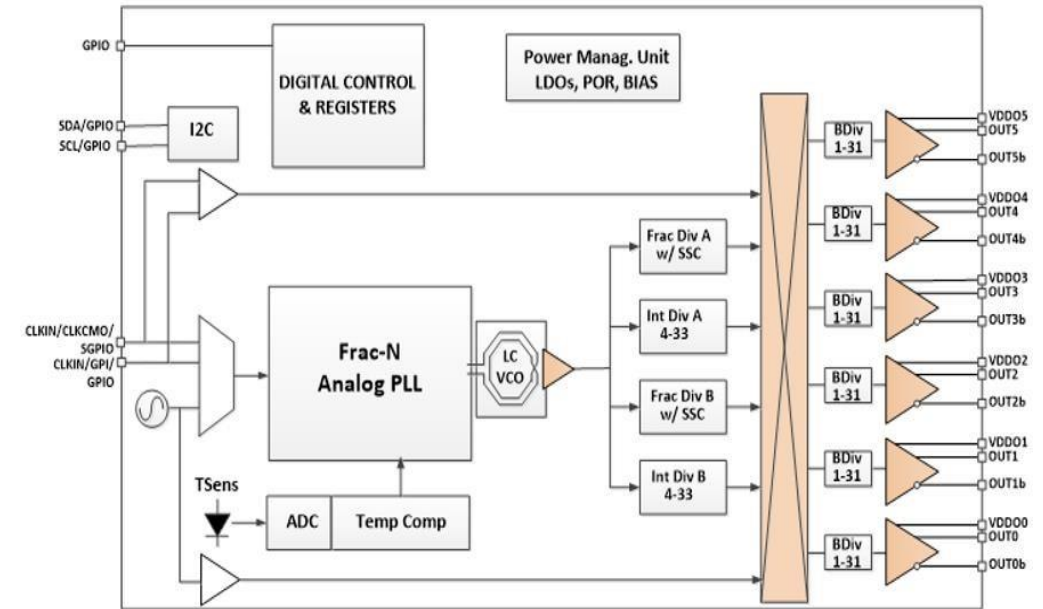 GPIO
DIGITAL CONTROL
& REGISTERS
Power Manag. Unit
LDOs, POR, BIAS
SDA/GPIO
SCL/GPIO
I2C
VDDO5
OUT5
OUT5b
BDiv
1-31
VDDO4
OUT4
OUT4b
BDiv
1-31
Frac Div A
w/ SSC
VDDO3
OUT3
OUT3b
BDiv
1-31
Int Div A
4-33
CLKIN/CLKCMO/
SGPIO
CLKIN/GPI/
GPIO
Frac-N
Analog PLL
LC
VCO
VDDO2
OUT2
OUT2b
BDiv
1-31
Frac Div B
w/ SSC
VDDO1
OUT1
OUT1b
BDiv
1-31
Int Div B
4-33
TSens
ADC
Temp Comp
VDDO0
OUT0
OUT0b
BDiv
1-31